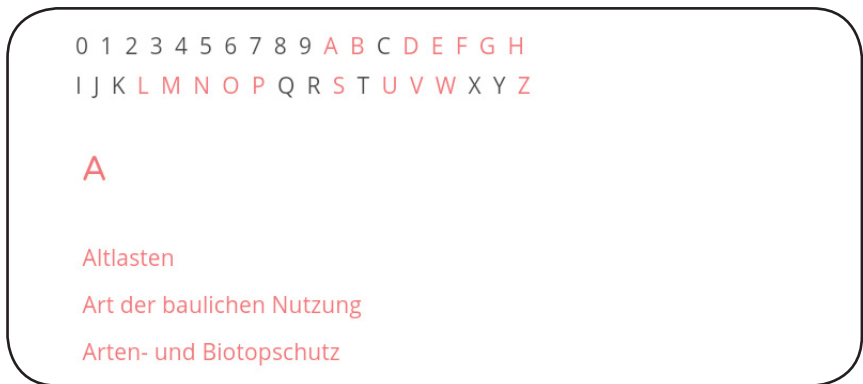 0 1 2 3 4 5 6 7 8 9 A B C D E F G H
I J K L M N O P Q R S T U V W X Y Z
A
Altlasten
Art der baulichen Nutzung
Arten- und Biotopschutz